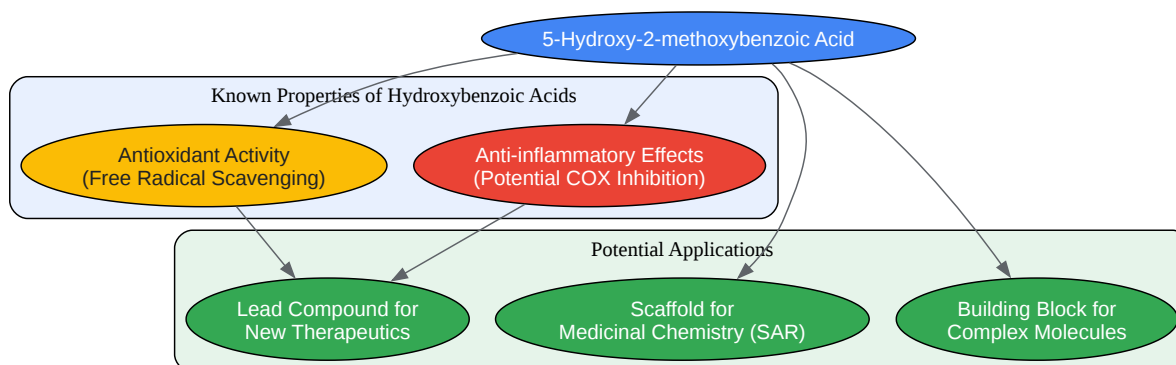 5-Hydroxy-2-methoxybenzoic Acid
Known Properties of Hydroxybenzoic Acids
Antioxidant Activity
(Free Radical Scavenging)
Anti-inflammatory Effects
(Potential COX Inhibition)
Potential Applications
Lead Compound for
New Therapeutics
Scaffold for
Medicinal Chemistry (SAR)
Building Block for
Complex Molecules